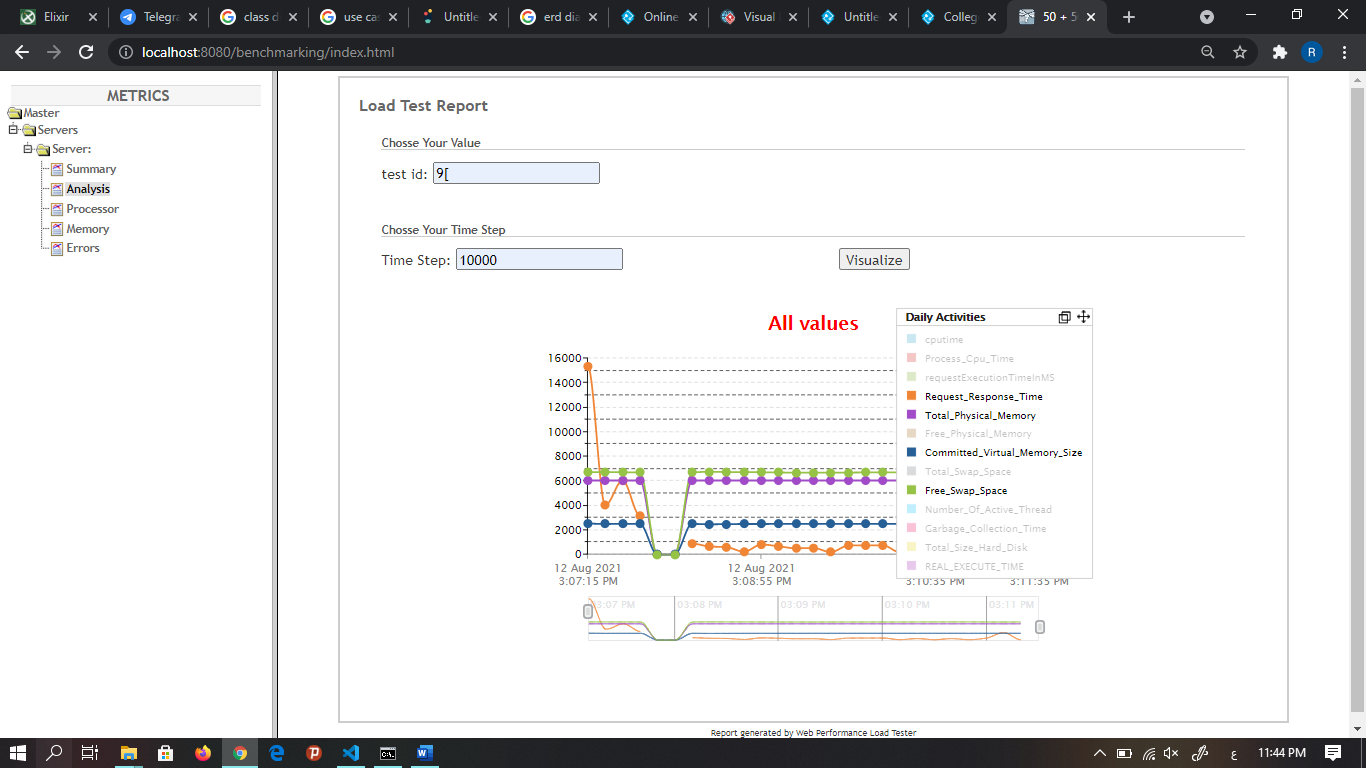 Elixir
Telegra
class d
use cas
Untitle
erd dia
Online
Visual
Untitle
Colleg
50 + 5
localhost:8080/benchmarking/index.html
R
METRICS
Master
Servers
Server:
Summary
Analysis
Processor
Memory
Errors
Load Test Report
Chosse Your Value
test id: 9[
Chosse Your Time Step
Time Step: 10000
Visualize
All values
Daily Activities
cputime
Process_Cpu_Time
requestExecutionTimeInMS
Request_Response_Time
Total_Physical_Memory
Free_Physical_Memory
Committed_Virtual_Memory_Size
Total_Swap_Space
Free_Swap_Space
Number_Of_Active_Thread
Garbage_Collection_Time
Total_Size_Hard_Disk
REAL_EXECUTE_TIME
16000
14000
12000
10000
8000
6000
4000
2000
0
12 Aug 2021
3:07:15 PM
12 Aug 2021
3:08:55 PM
3:10:35 PM
3:11:35 PM
03:07 PM
03:08 PM
03:09 PM
03:10 PM
03:11 PM
Report generated by Web Performance Load Tester
ع
11:44 PM